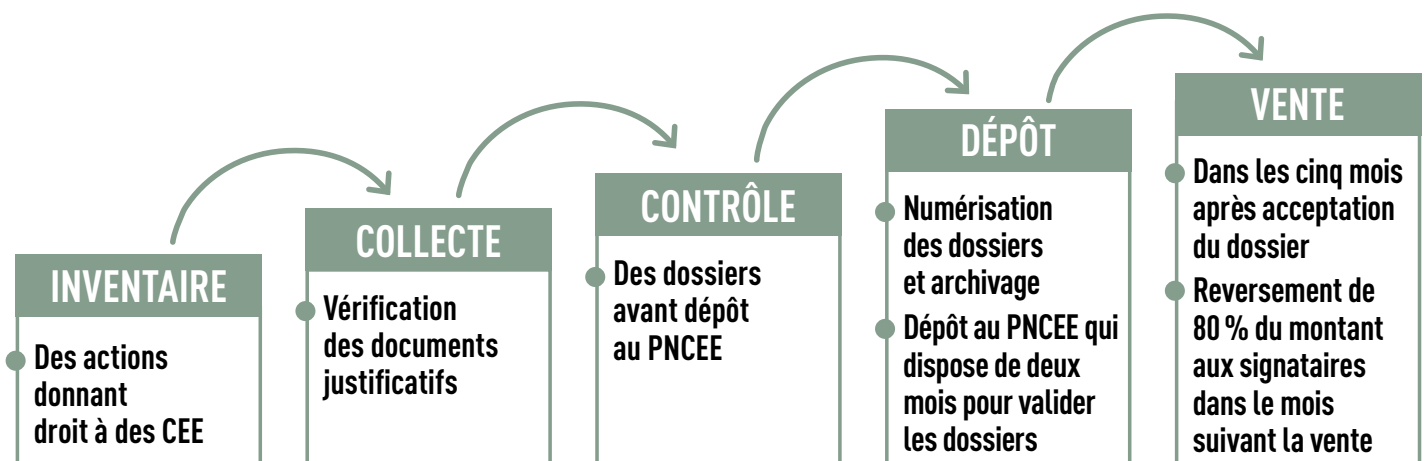 INVENTAIRE
Des actions
donnant
droit à des CEE
COLLECTE
Vérification
des documents
justificatifs
CONTRÔLE
Des dossiers
avant dépôt
au PNCEE
DÉPÔT
Numérisation
des dossiers
et archivage
Dépôt au PNCEE qui
dispose de deux
mois pour valider
les dossiers
VENTE
Dans les cinq mois
après acceptation
du dossier
Reversement de
80 % du montant
aux signataires
dans le mois
suivant la vente